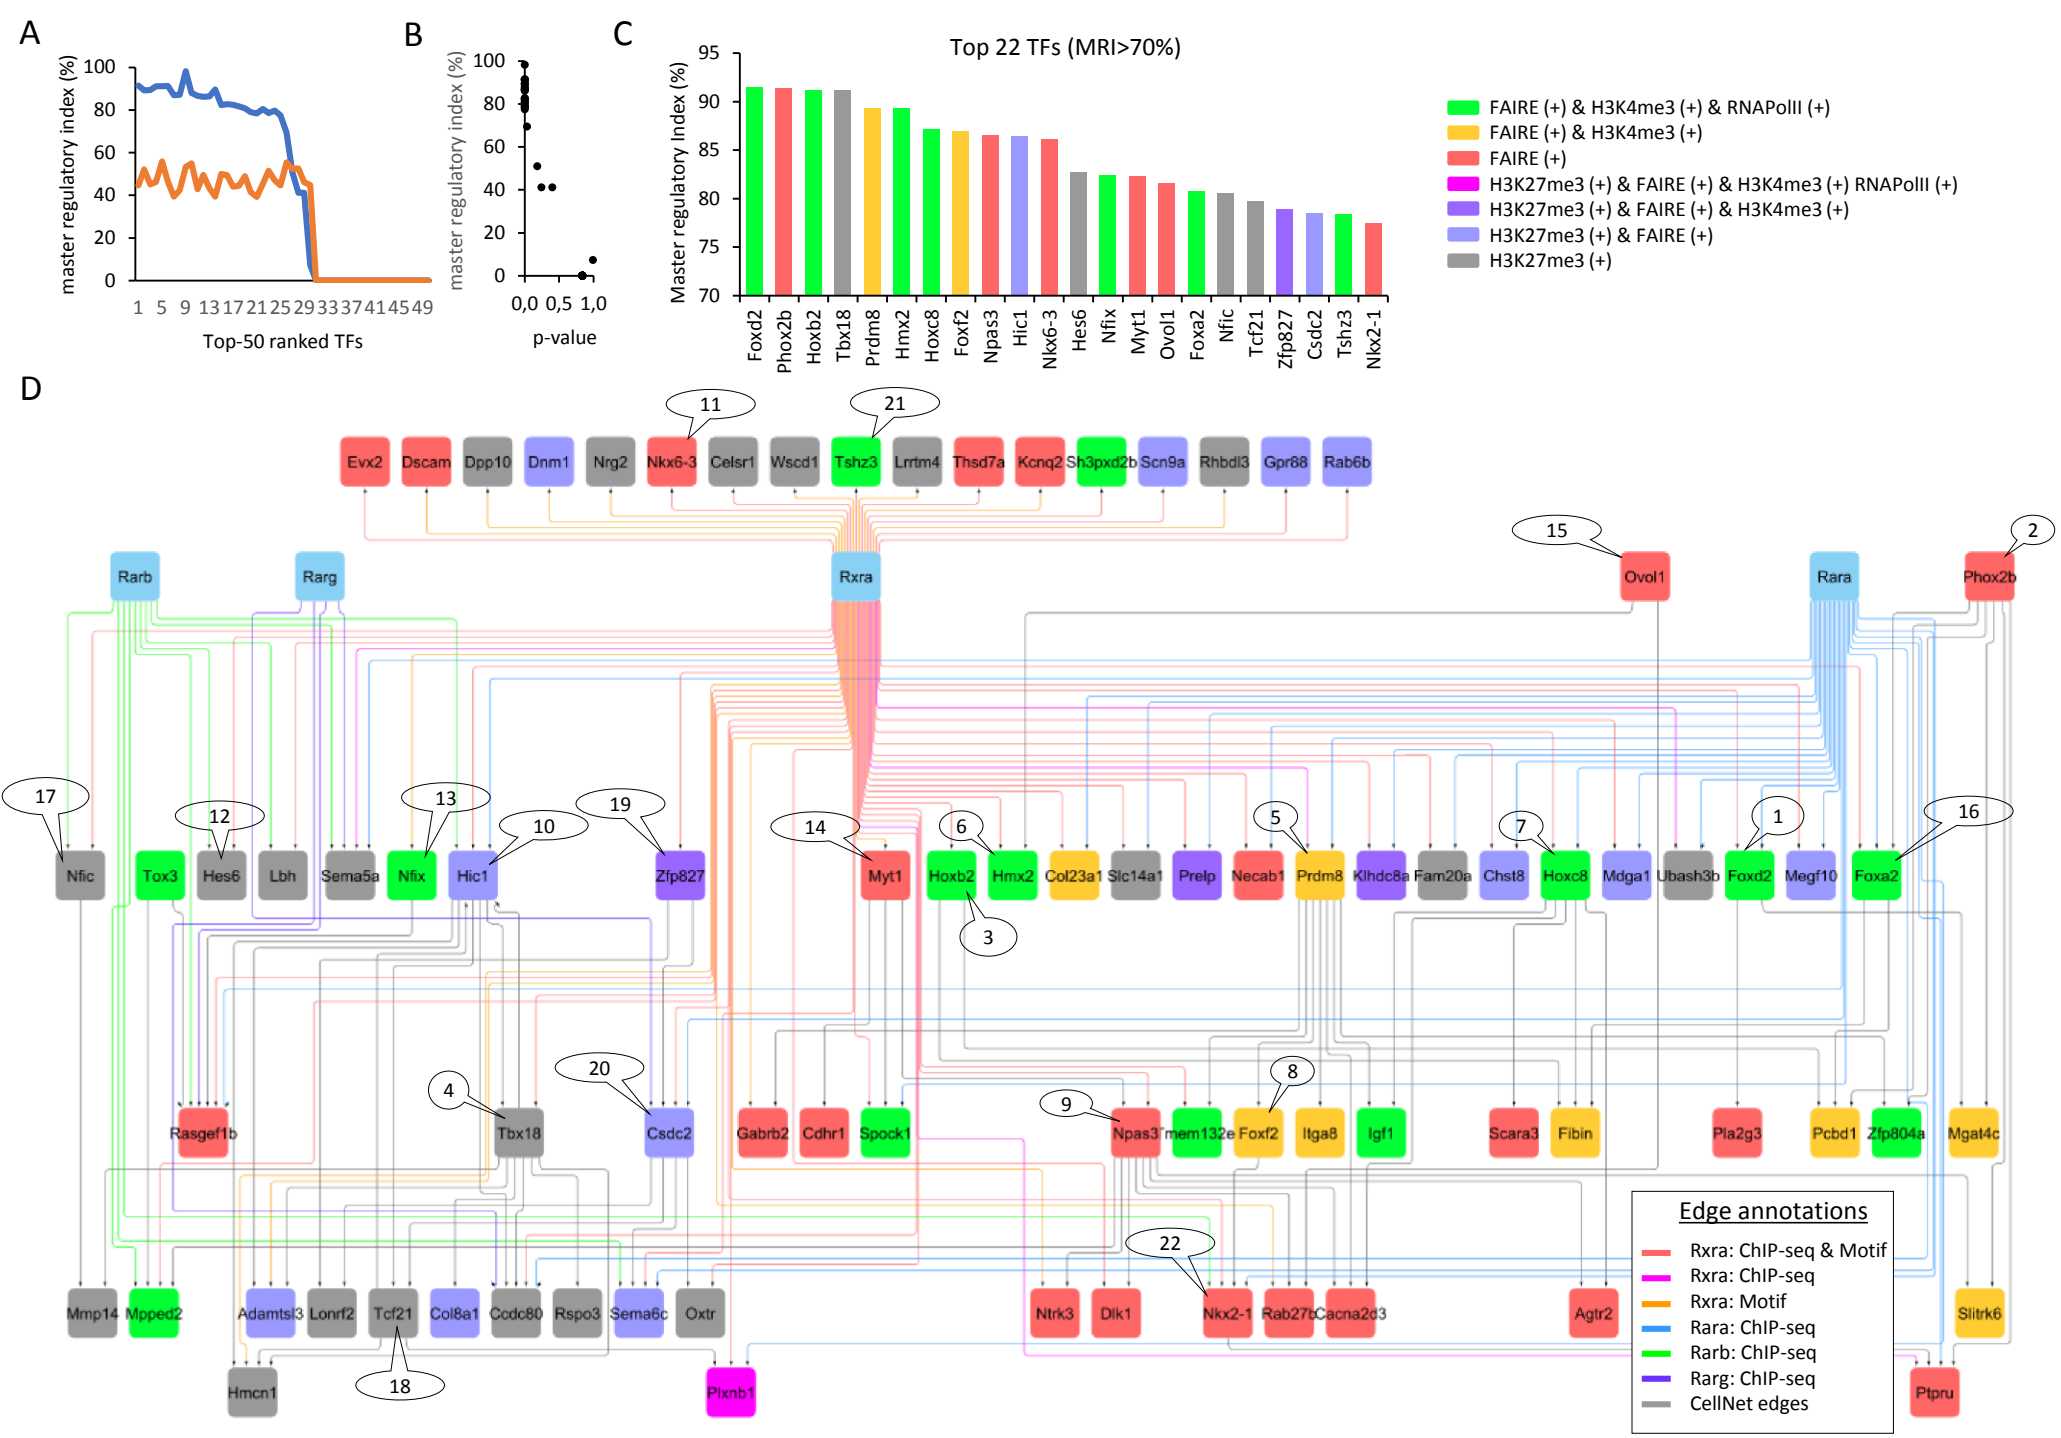 A
B
C
master regulatory index (%)
100
80
60
40
20
0
1 5 9 13 17 21 25 29 33 37 41 45 49
Top-50 ranked TFs
master regulatory index (%)
100
80
60
40
20
0
0,0 0,5 1,0
p-value
Top 22 TFs (MRI>70%)
Master regulatory Index (%)
95
90
85
80
75
70
Foxd2 Phox2b Hoxb2 Tbx18 Prdm8 Hmx2 Hoxc8 Foxf2 Npas3 Hic1 Nkx6-3 Hes6 Nfix Myt1 Ovol1 Foxa2 Nfic Tcf21 Zfp827 Csdc2 Tshz3 Nkx2-1
FAIRE (+) & H3K4me3 (+) & RNAPolII (+)
FAIRE (+) & H3K4me3 (+)
FAIRE (+)
H3K27me3 (+) & FAIRE (+) & H3K4me3 (+) RNAPolII (+)
H3K27me3 (+) & FAIRE (+) & H3K4me3 (+)
H3K27me3 (+) & FAIRE (+)
H3K27me3 (+)
D
11 21
Evx2 Dscam Dpp10 Dnm1 Nrg2 Nkx6-3 Celsr1 Wscd1 Tshz3 Lrrtm4 Thsd7a Kcnq2 Sh3pxd2b Scn9a Rhbdl3 Gpr88 Rab6b
15 2
Rarb Rarg Rxra Ovol1 Rara Phox2b
17 12 13 10 19 14 6 5 7 1 16
Nfic Tox3 Hes6 Lbh Sema5a Nfix Hic1 Zfp827 Myt1 Hoxb2 Hmx2 Col23a1 Slc14a1 Prelp Necab1 Prdm8 Klhdc8a Fam20a Chst8 Hoxc8 Mdga1 Ubash3b Foxd2 Megf10 Foxa2
3
4 20 9 8
Rasgef1b Tbx18 Csdc2 Gabrb2 Cdhr1 Spock1 Npas3 Tmem132e Foxf2 Itga8 Igf1 Scara3 Fibin Pla2g3 Pcbd1 Zfp804a Mgat4c
22
Mmp14 Mpped2 Adamtsl3 Lonrf2 Tcf21 Col8a1 Ccdc80 Rspo3 Sema6c Oxtr Ntrk3 Dlk1 Nkx2-1 Rab27b Cacna2d3 Agtr2 Slitrk6
18
Hmcn1 Plxnb1 Ptpru
Edge annotations
Rxra: ChIP-seq & Motif
Rxra: ChIP-seq
Rxra: Motif
Rara: ChIP-seq
Rarb: ChIP-seq
Rarg: ChIP-seq
CellNet edges